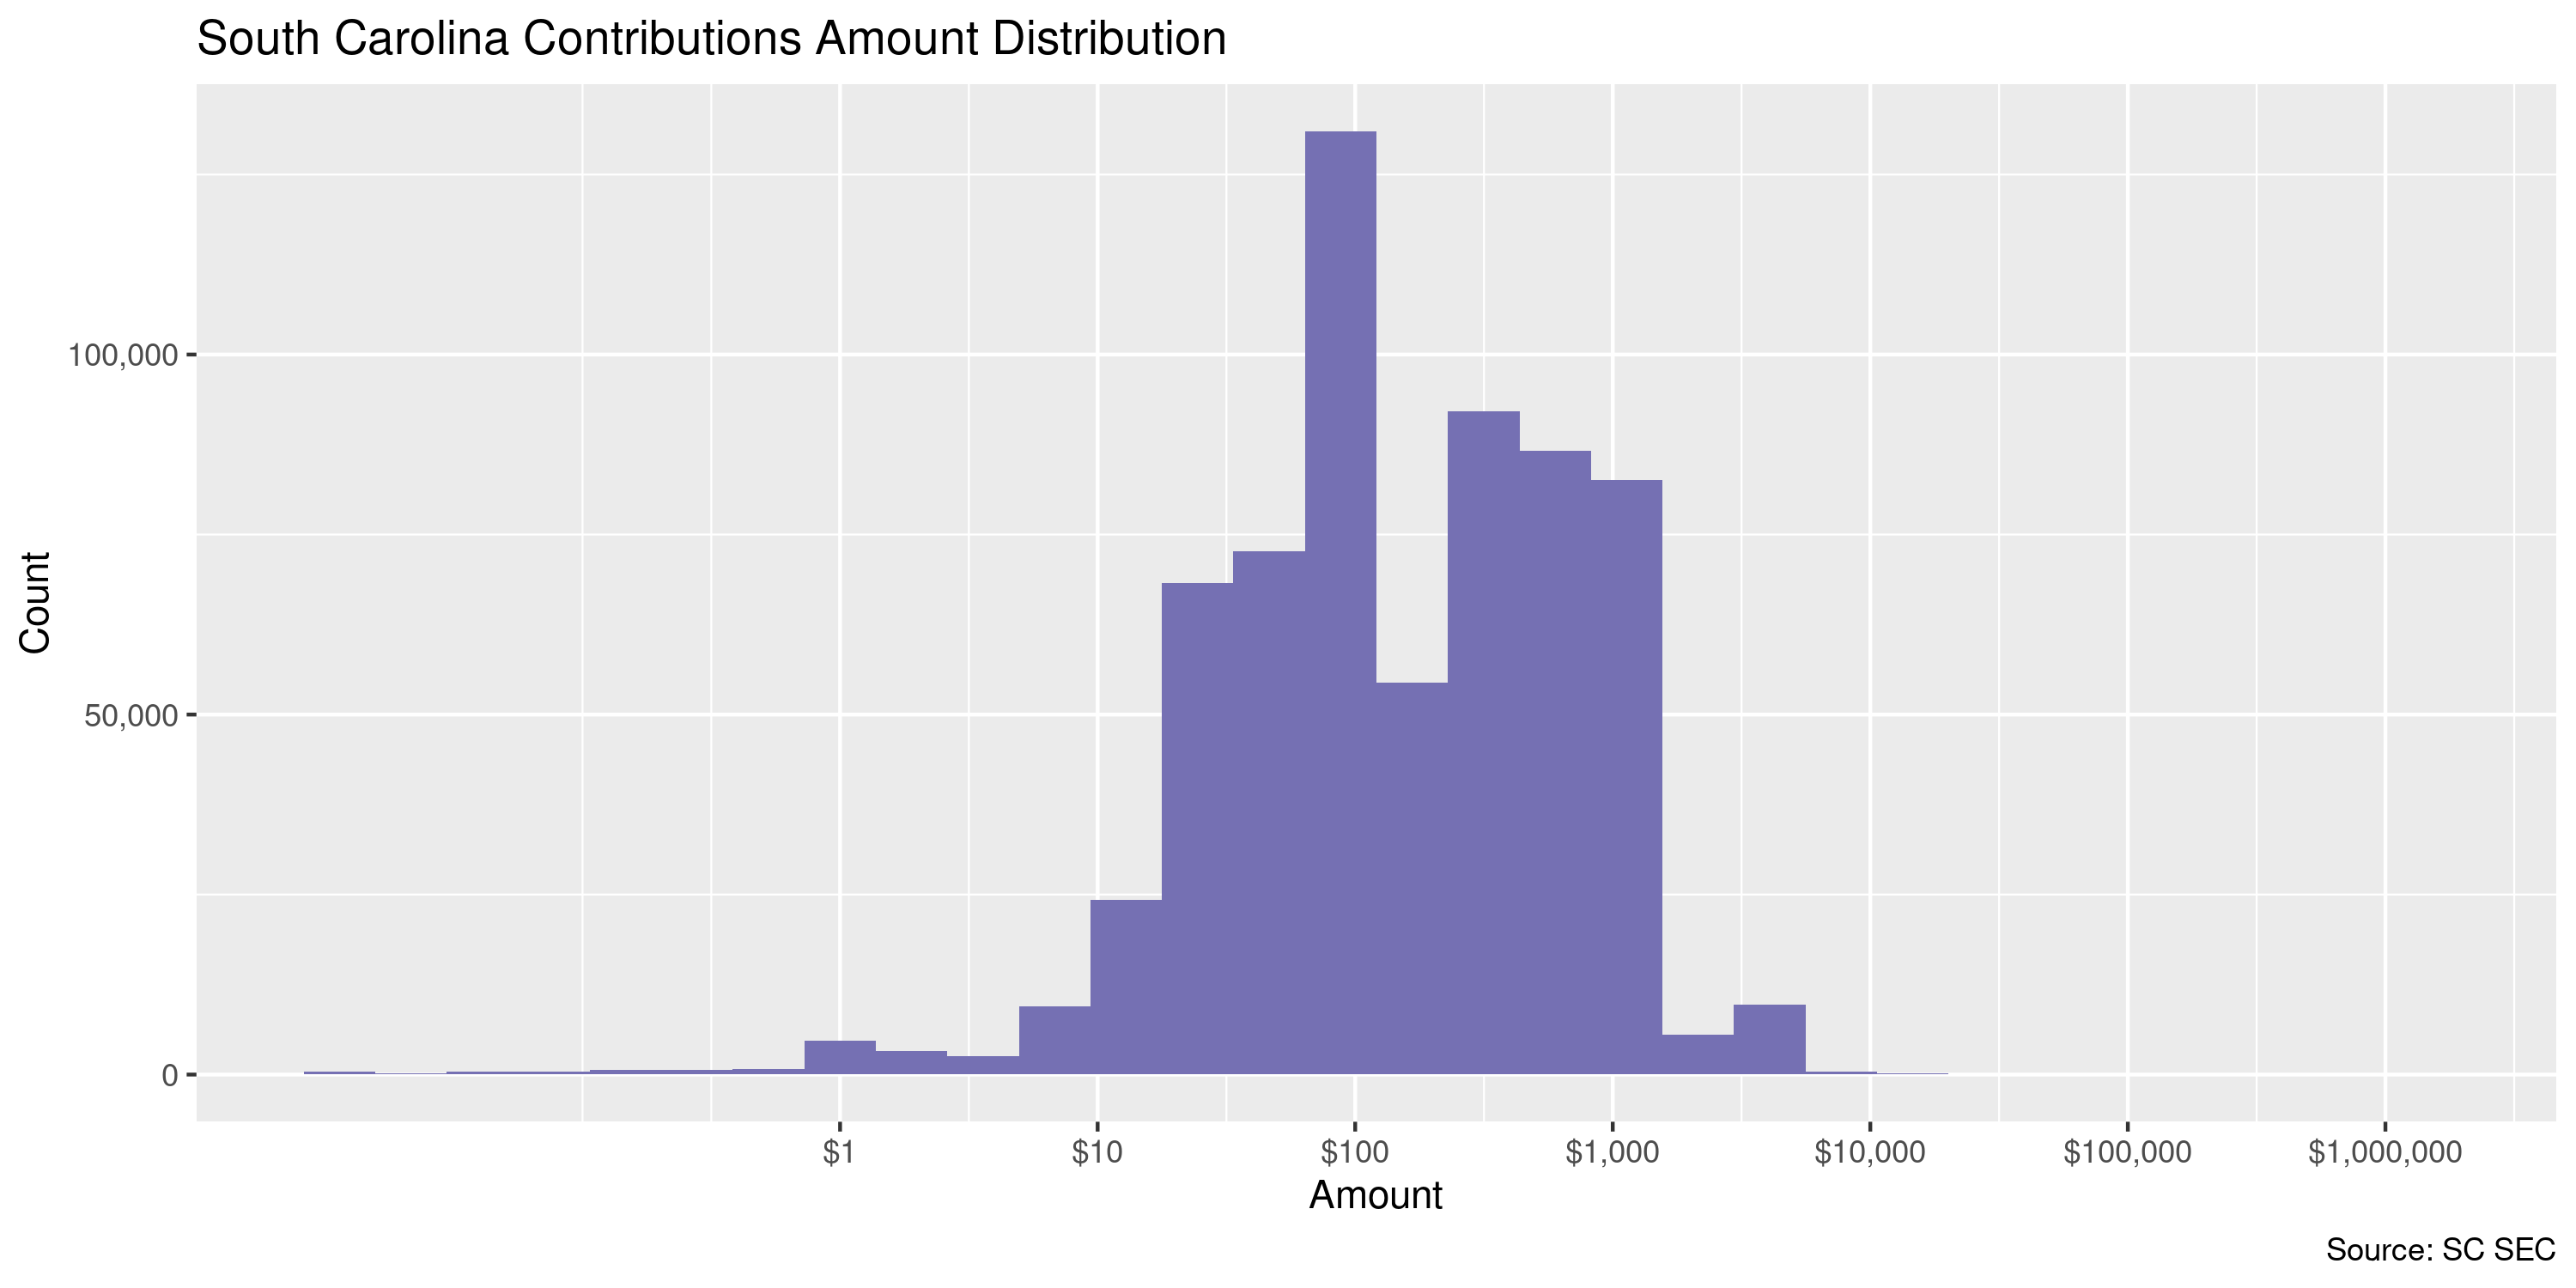 South Carolina Contributions Amount Distribution
Count
100,000
50,000
0
$1 $10 $100 $1,000 $10,000 $100,000 $1,000,000
Amount
Source: SC SEC